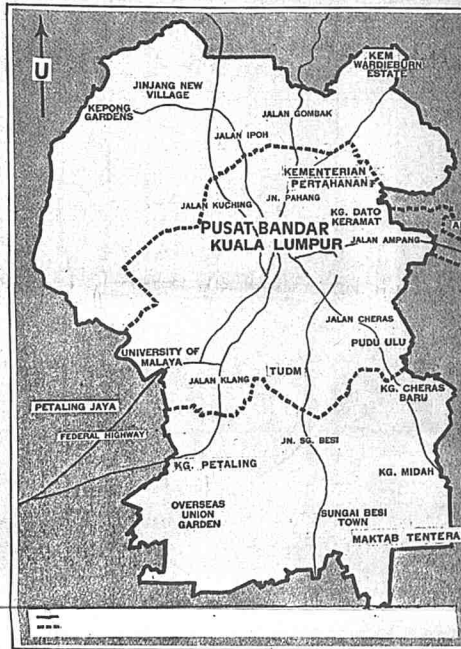 U
KEM
WARDIEBURN
ESTATE
JINJANG NEW
VILLAGE
KEPONG
GARDENS
JALAN GOMBAK
JALAN IPOH
KEMENTERIAN
PERTAHANAN
JN. PAHANG
JALAN KUCHING
KG. DATO
KERAMAT
PUSAT BANDAR
KUALA LUMPUR
JALAN AMPANG
JALAN CHERAS
PUDU ULU
UNIVERSITY OF
MALAYA
TUDM
JALAN KLANG
KG. CHERAS
BARU
PETALING JAYA
FEDERAL HIGHWAY
JN. SG. BESI
KG. PETALING
KG. MIDAH
OVERSEAS
UNION
GARDEN
SUNGAI BESI
TOWN
MAKTAB TENTERA